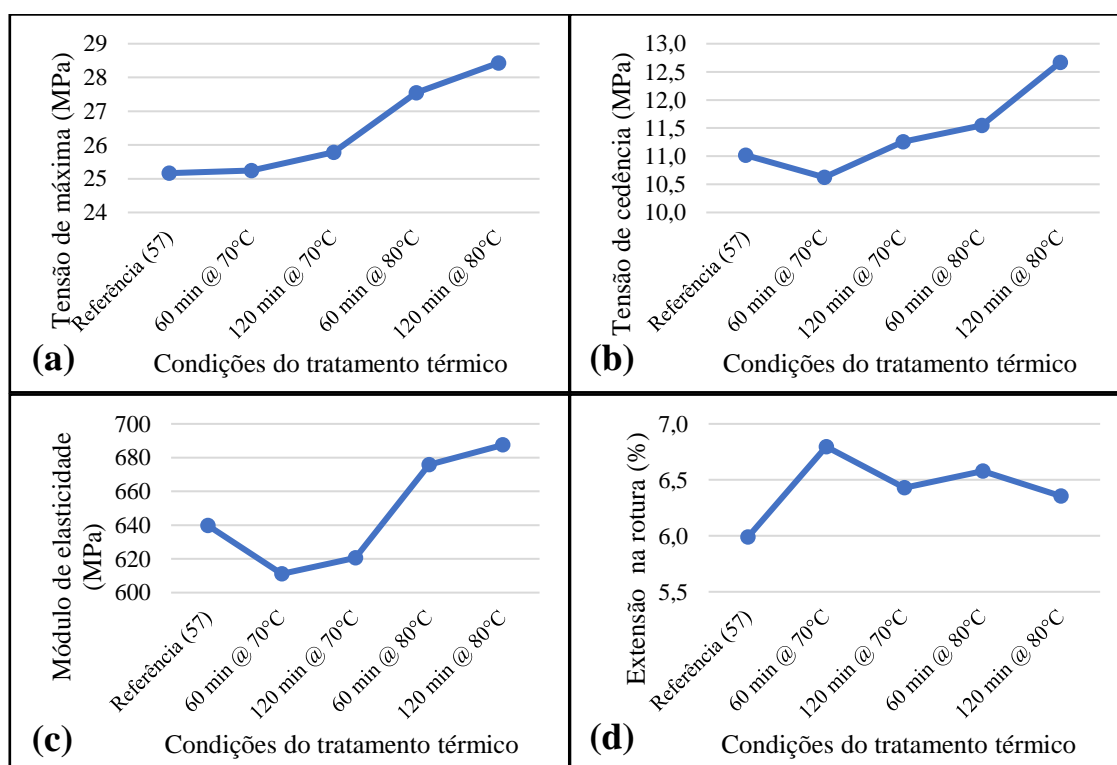 Tensão de máxima (MPa)
29
28
27
26
25
24
Referência (57)
60 min @ 70°C
120 min @ 70°C
60 min @ 80°C
120 min @ 80°C
(a)
Condições do tratamento térmico
Tensão de cedência (MPa)
13,0
12,5
12,0
11,5
11,0
10,5
10,0
Referência (57)
60 min @ 70°C
120 min @ 70°C
60 min @ 80°C
120 min @ 80°C
(b)
Condições do tratamento térmico
Módulo de elasticidade
(MPa)
700
680
660
640
620
600
Referência (57)
60 min @ 70°C
120 min @ 70°C
60 min @ 80°C
120 min @ 80°C
(c)
Condições do tratamento térmico
Extensão na rotura (%)
7,0
6,5
6,0
5,5
Referência (57)
60 min @ 70°C
120 min @ 70°C
60 min @ 80°C
120 min @ 80°C
(d)
Condições do tratamento térmico